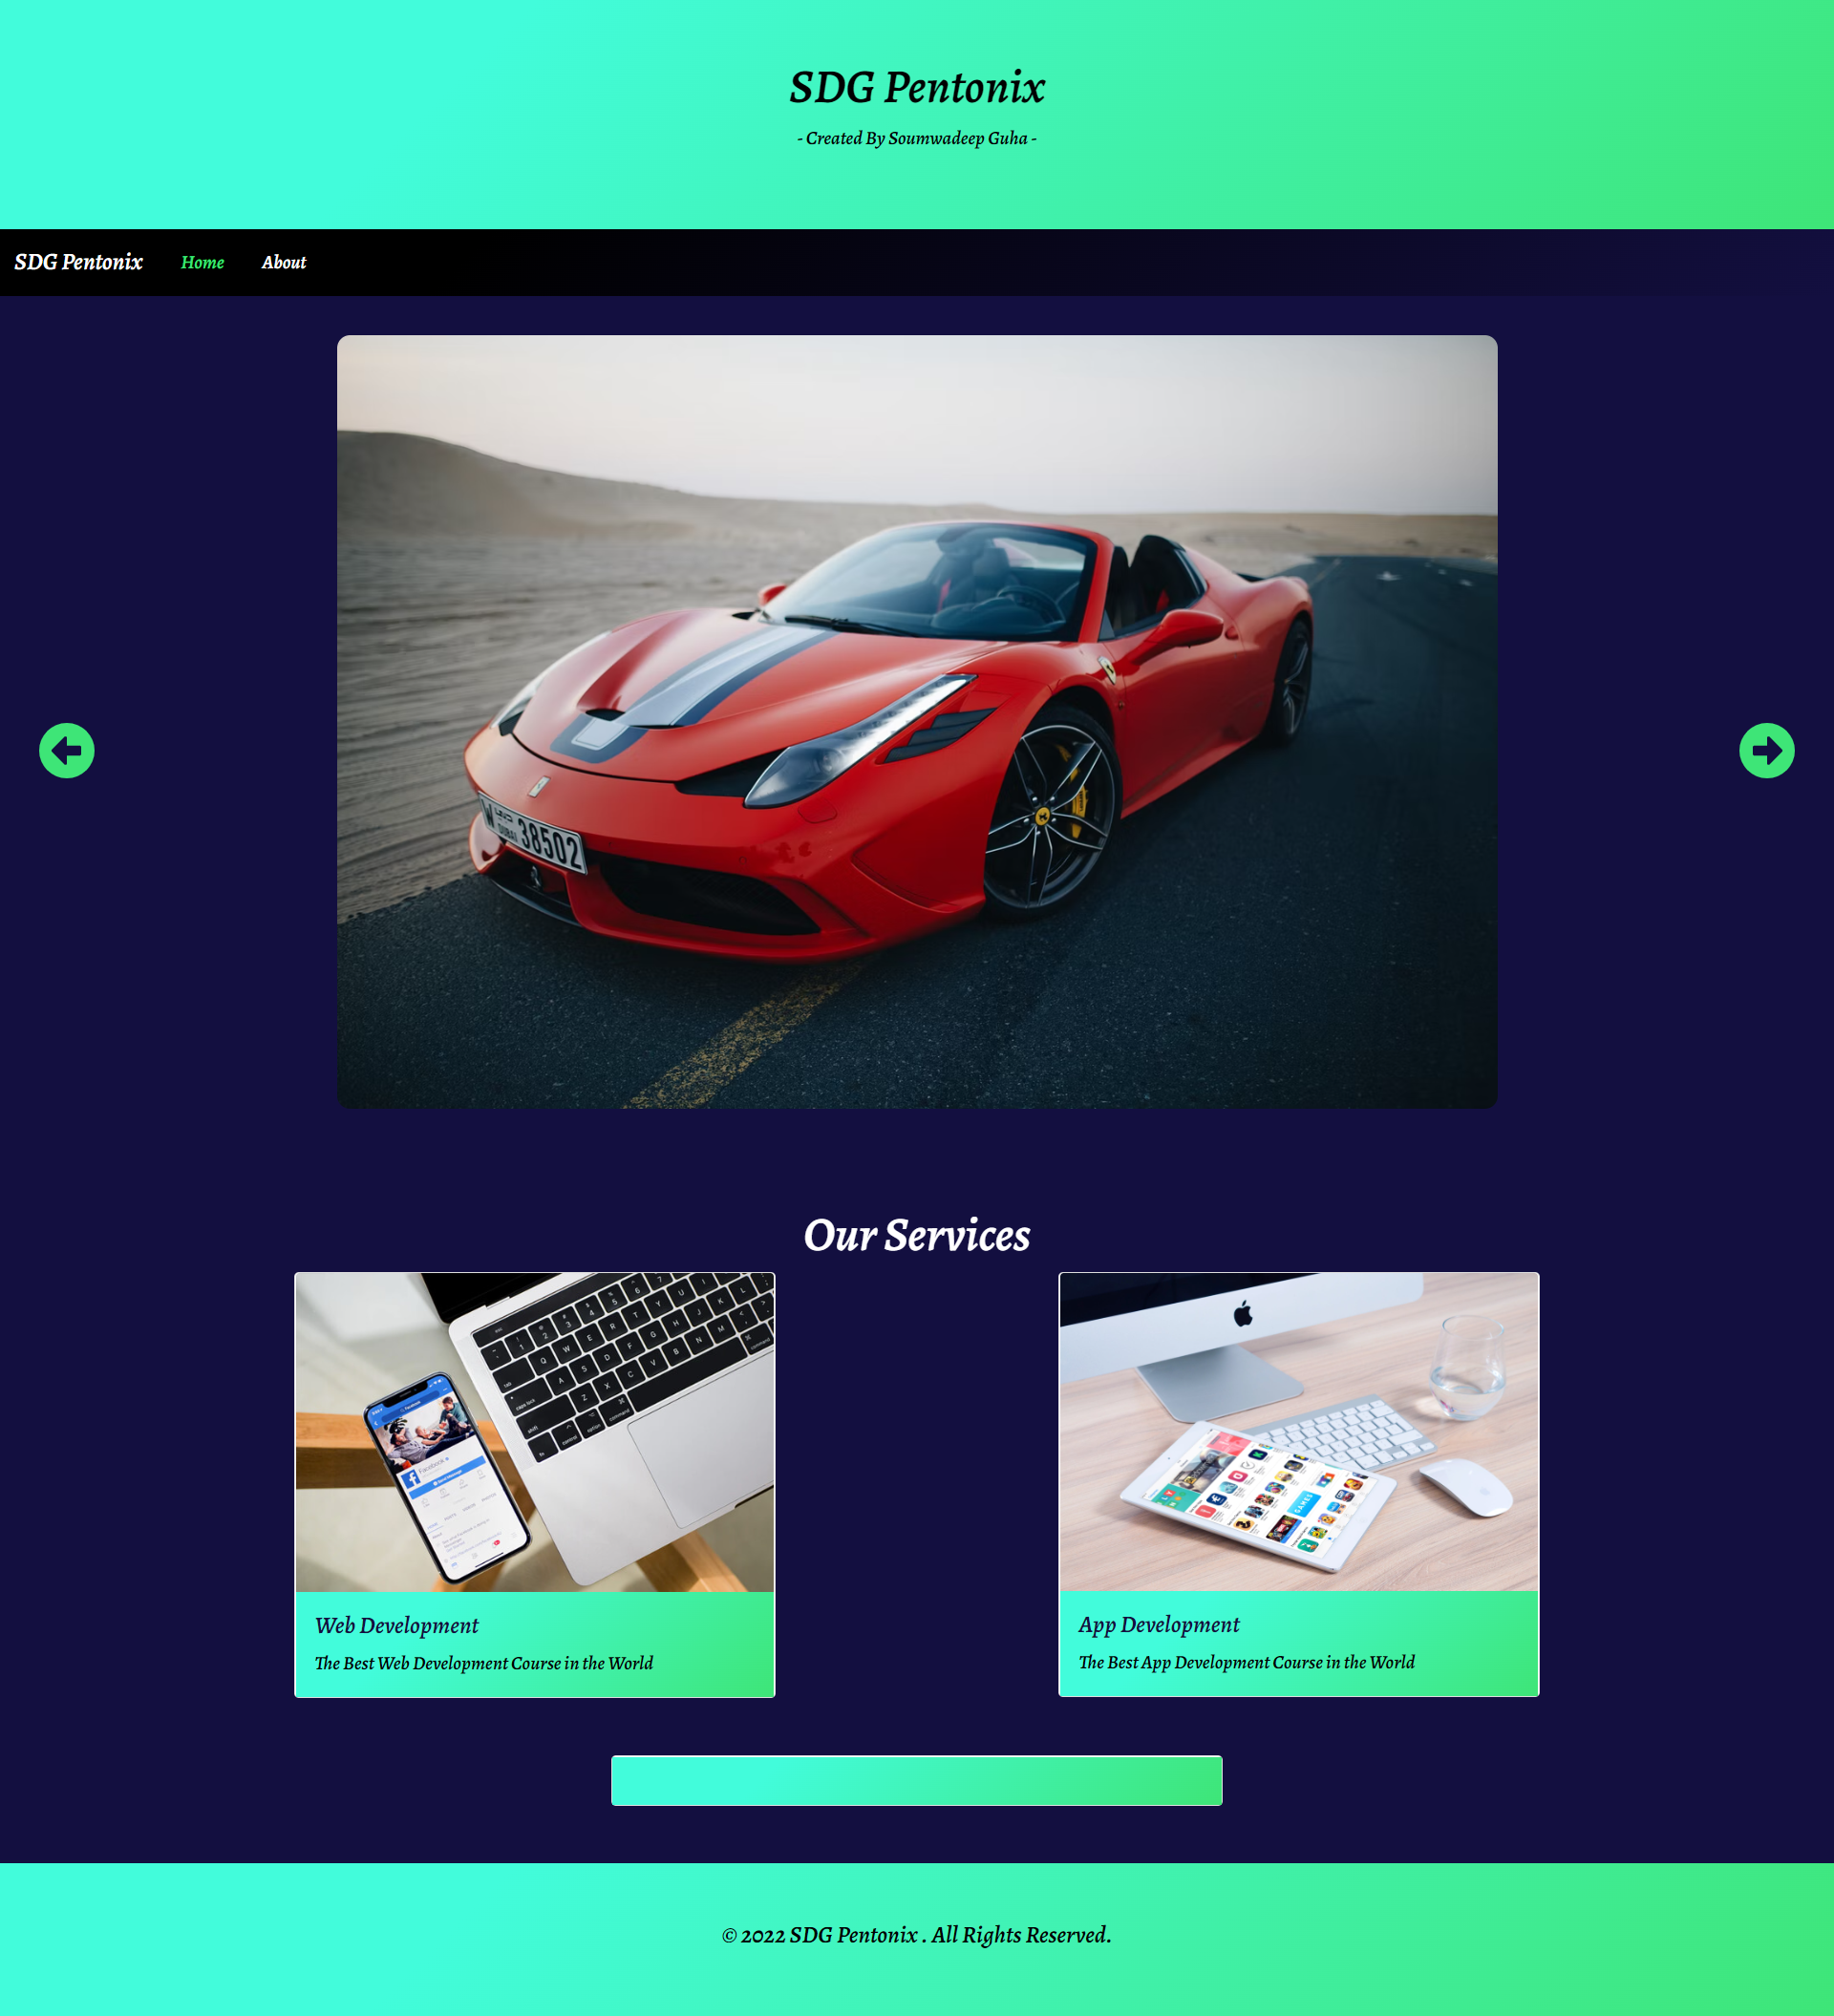 SDG Pentonix
- Created By Soumwadeep Guha -
SDG Pentonix Home About
W DUBAI 38502
Our Services
Facebook
GAMES
Web Development
The Best Web Development Course in the World
App Development
The Best App Development Course in the World
© 2022 SDG Pentonix . All Rights Reserved.